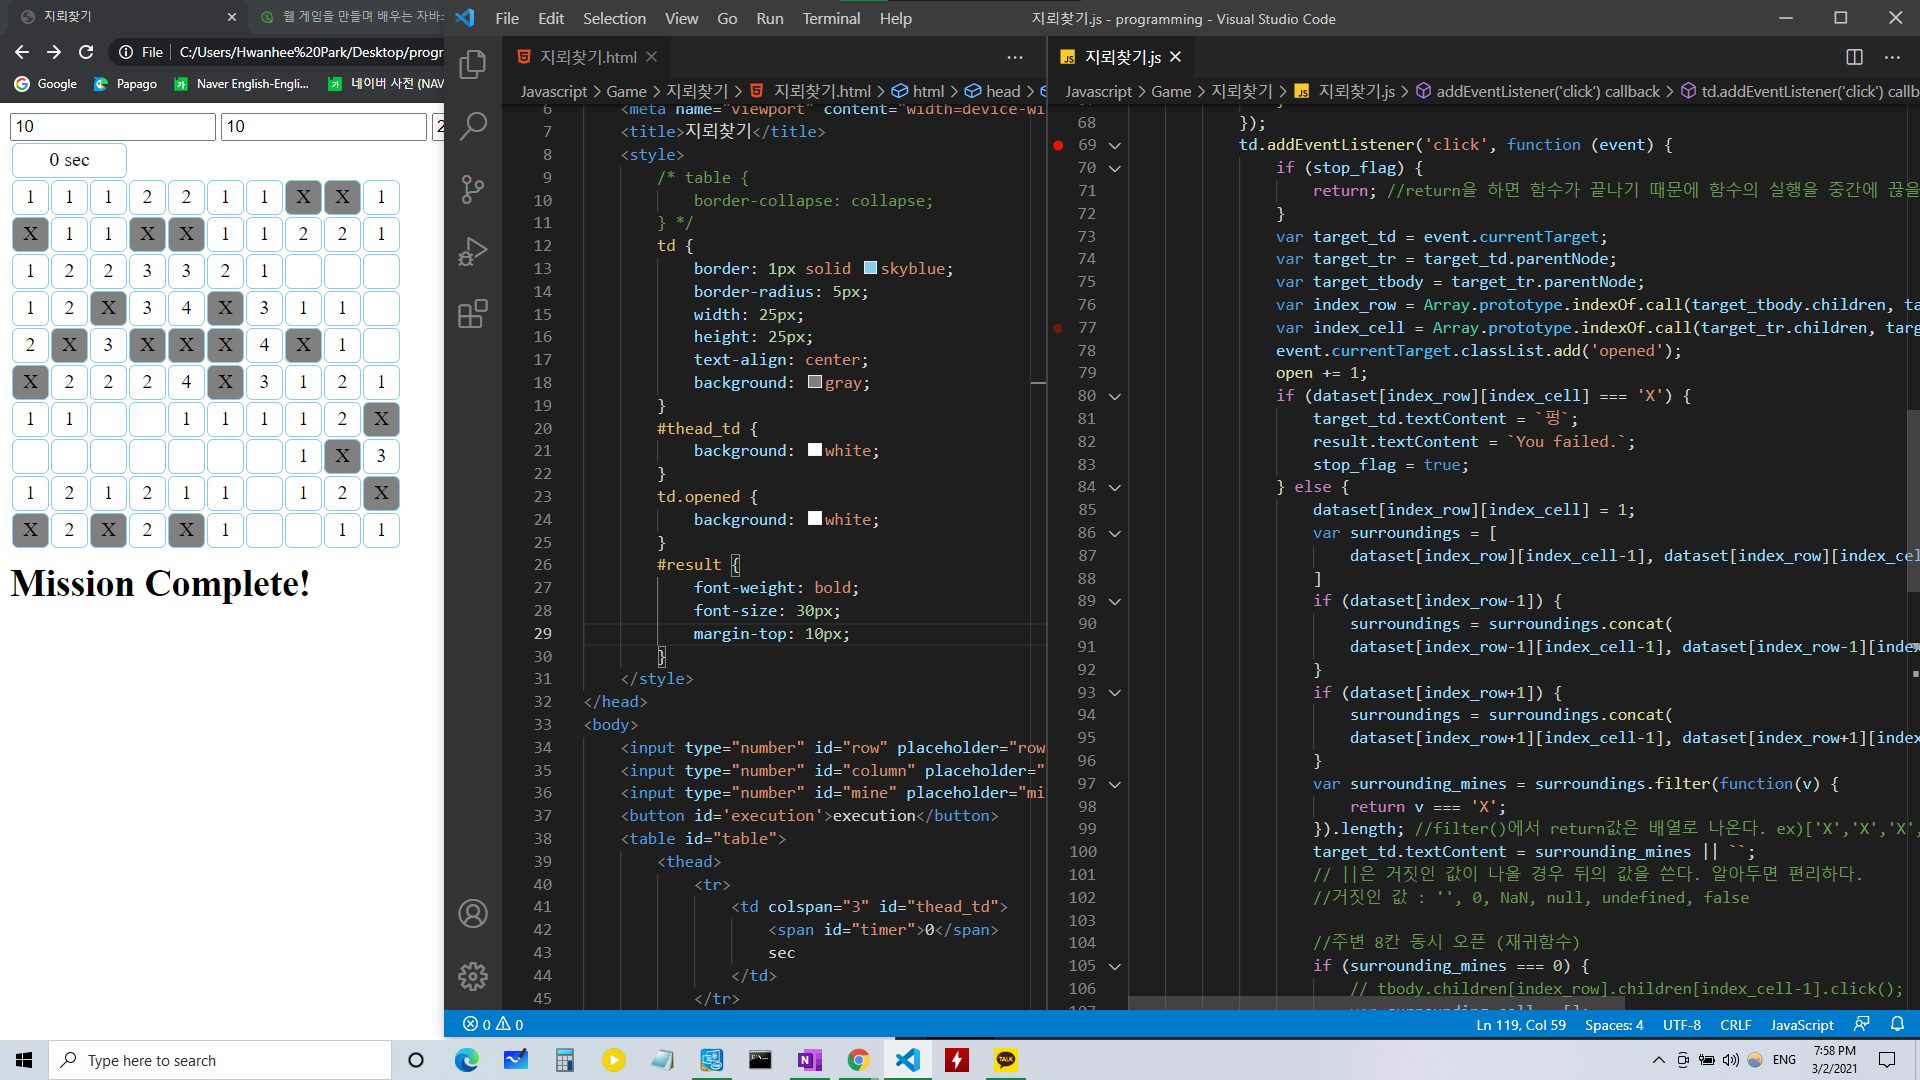 지뢰찾기
웹 게임을 만들며 배우는 자바스
File Edit Selection View Go Run Terminal Help
지뢰찾기.js - programming - Visual Studio Code
File
C:/Users/Hwanhee%20Park/Desktop/progr
Google Papago Naver English-Engli... 네이버 사전 (NAV
10 10 2
0 sec
1 1 1 2 2 1 1 X X 1
X 1 1 X X 1 1 2 2 1
1 2 2 3 3 2 1
1 2 X 3 4 X 3 1 1
2 X 3 X X X 4 X 1
X 2 2 2 4 X 3 1 2 1
1 1 1 1 1 1 2 X
1 X 3
1 2 1 2 1 1 1 2 X
X 2 X 2 X 1 1 1
Mission Complete!
지뢰찾기.html
Javascript > Game > 지뢰찾기 > 지뢰찾기.html > html > head >
6 <meta name="viewport" content="width=device-wi
7 <title>지뢰찾기</title>
8 <style>
9 /* table {
10 border-collapse: collapse;
11 } */
12 td {
13 border: 1px solid skyblue;
14 border-radius: 5px;
15 width: 25px;
16 height: 25px;
17 text-align: center;
18 background: gray;
19 }
20 #thead_td {
21 background: white;
22 }
23 td.opened {
24 background: white;
25 }
26 #result {
27 font-weight: bold;
28 font-size: 30px;
29 margin-top: 10px;
30 }
31 </style>
32 </head>
33 <body>
34 <input type="number" id="row" placeholder="row
35 <input type="number" id="column" placeholder="
36 <input type="number" id="mine" placeholder="mi
37 <button id='execution'>execution</button>
38 <table id="table">
39 <thead>
40 <tr>
41 <td colspan="3" id="thead_td">
42 <span id="timer">0</span>
43 sec
44 </td>
45 </tr>
지뢰찾기.js
Javascript > Game > 지뢰찾기 > 지뢰찾기.js > addEventListener('click') callback > td.addEventListener('click') callb
68 });
69 td.addEventListener('click', function (event) {
70 if (stop_flag) {
71 return; //return을 하면 함수가 끝나기 때문에 함수의 실행을 중간에 끊을
72 }
73 var target_td = event.currentTarget;
74 var target_tr = target_td.parentNode;
75 var target_tbody = target_tr.parentNode;
76 var index_row = Array.prototype.indexOf.call(target_tbody.children, ta
77 var index_cell = Array.prototype.indexOf.call(target_tr.children, targ
78 event.currentTarget.classList.add('opened');
79 open += 1;
80 if (dataset[index_row][index_cell] === 'X') {
81 target_td.textContent = `펑`;
82 result.textContent = `You failed.`;
83 stop_flag = true;
84 } else {
85 dataset[index_row][index_cell] = 1;
86 var surroundings = [
87 dataset[index_row][index_cell-1], dataset[index_row][index_cel
88 ]
89 if (dataset[index_row-1]) {
90 surroundings = surroundings.concat(
91 dataset[index_row-1][index_cell-1], dataset[index_row-1][index
92 }
93 if (dataset[index_row+1]) {
94 surroundings = surroundings.concat(
95 dataset[index_row+1][index_cell-1], dataset[index_row+1][index
96 }
97 var surrounding_mines = surroundings.filter(function(v) {
98 return v === 'X';
99 }).length; //filter()에서 return값은 배열로 나온다. ex)['X','X','X',
100 target_td.textContent = surrounding_mines || ``;
101 // ||은 거짓인 값이 나올 경우 뒤의 값을 쓴다. 알아두면 편리하다.
102 //거짓인 값 : '', 0, NaN, null, undefined, false
103
104 //주변 8칸 동시 오픈 (재귀함수)
105 if (surrounding_mines === 0) {
106 // tbody.children[index_row].children[index_cell-1].click();
0 0
Ln 119, Col 59 Spaces: 4 UTF-8 CRLF JavaScript
Type here to search
ENG
7:58 PM
3/2/2021